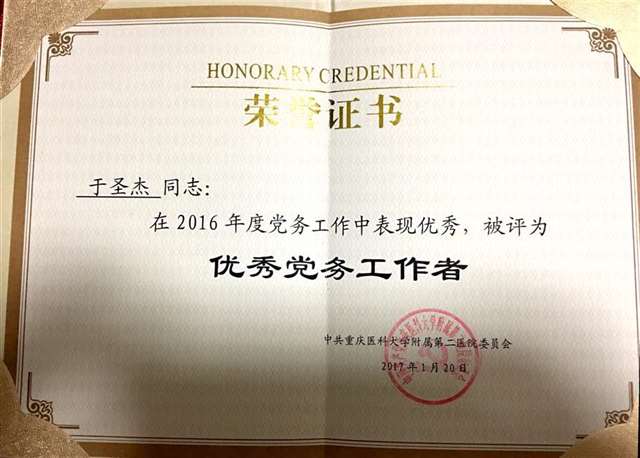 HONORARY CREDENTIAL
荣誉证书
于圣杰 同志：
在2016年度党务工作中表现优秀，被评为
优秀党务工作者
中共重庆医科大学附属第二医院委员会
2017年1月20日